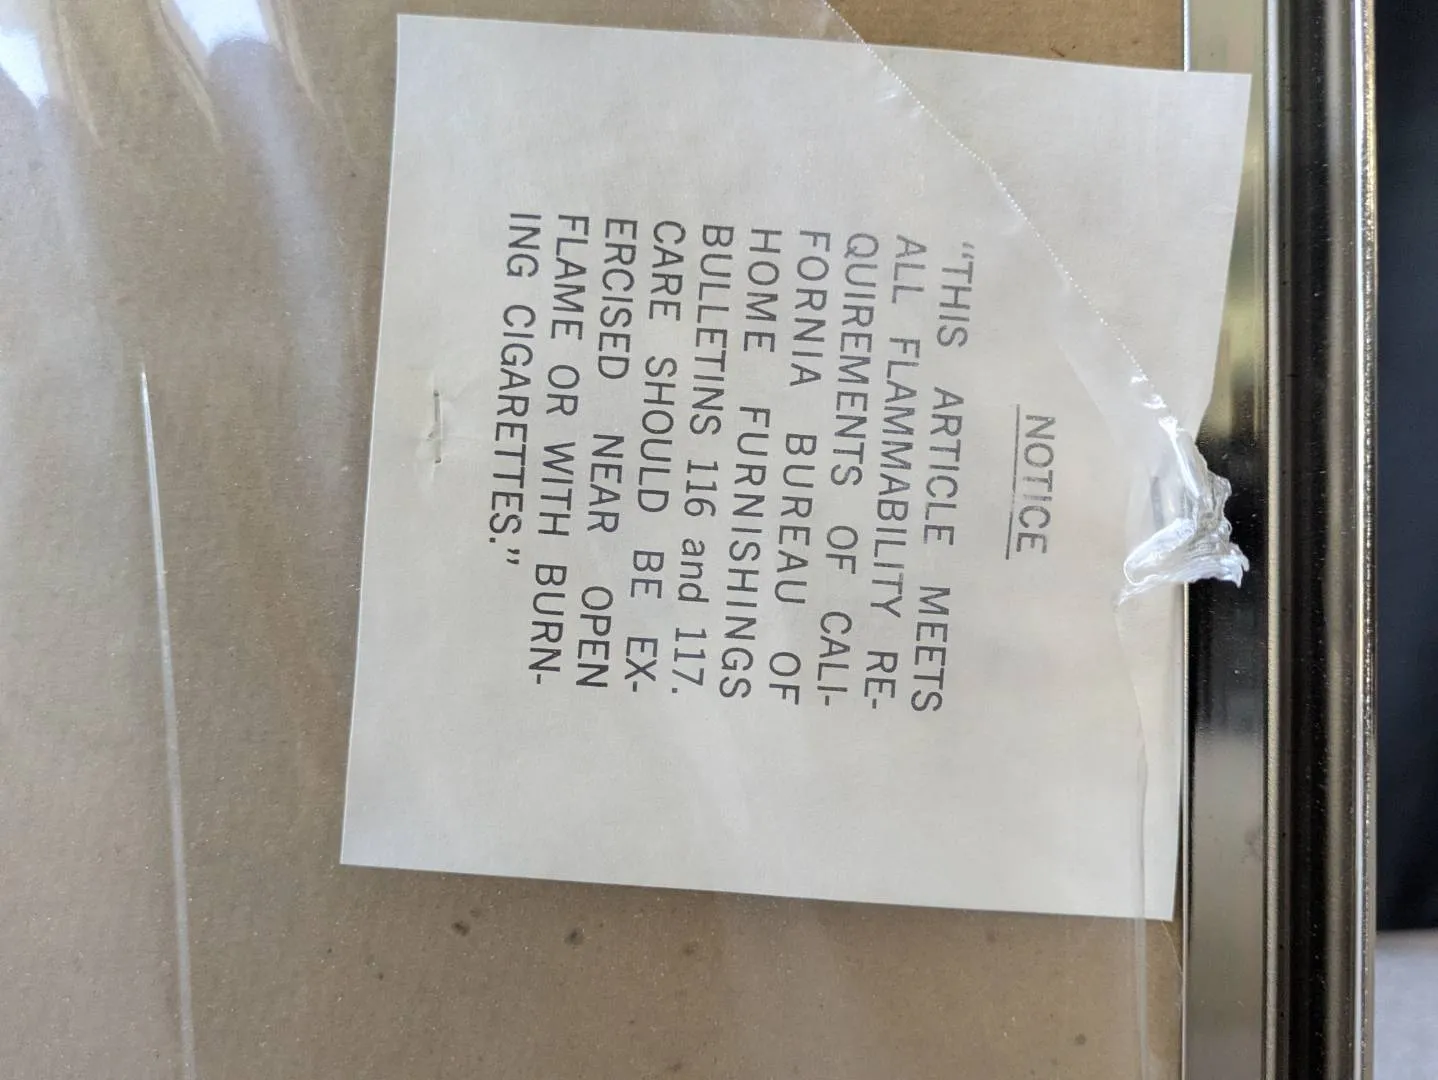 NOTICE
“THIS ARTICLE MEETS
ALL FLAMMABILITY RE-
QUIREMENTS OF CALI-
FORNIA BUREAU OF
HOME FURNISHINGS
BULLETINS 116 and 117.
CARE SHOULD BE EX-
ERCISED NEAR OPEN
FLAME OR WITH BURN-
ING CIGARETTES.”